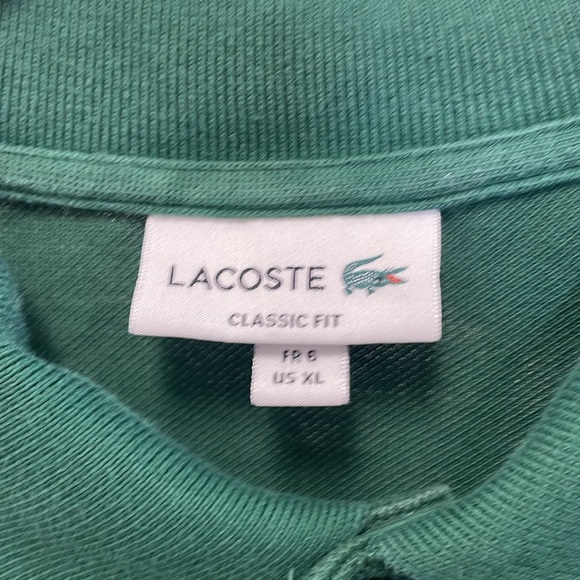 LACOSTE
CLASSIC FIT
FR 6
US XL